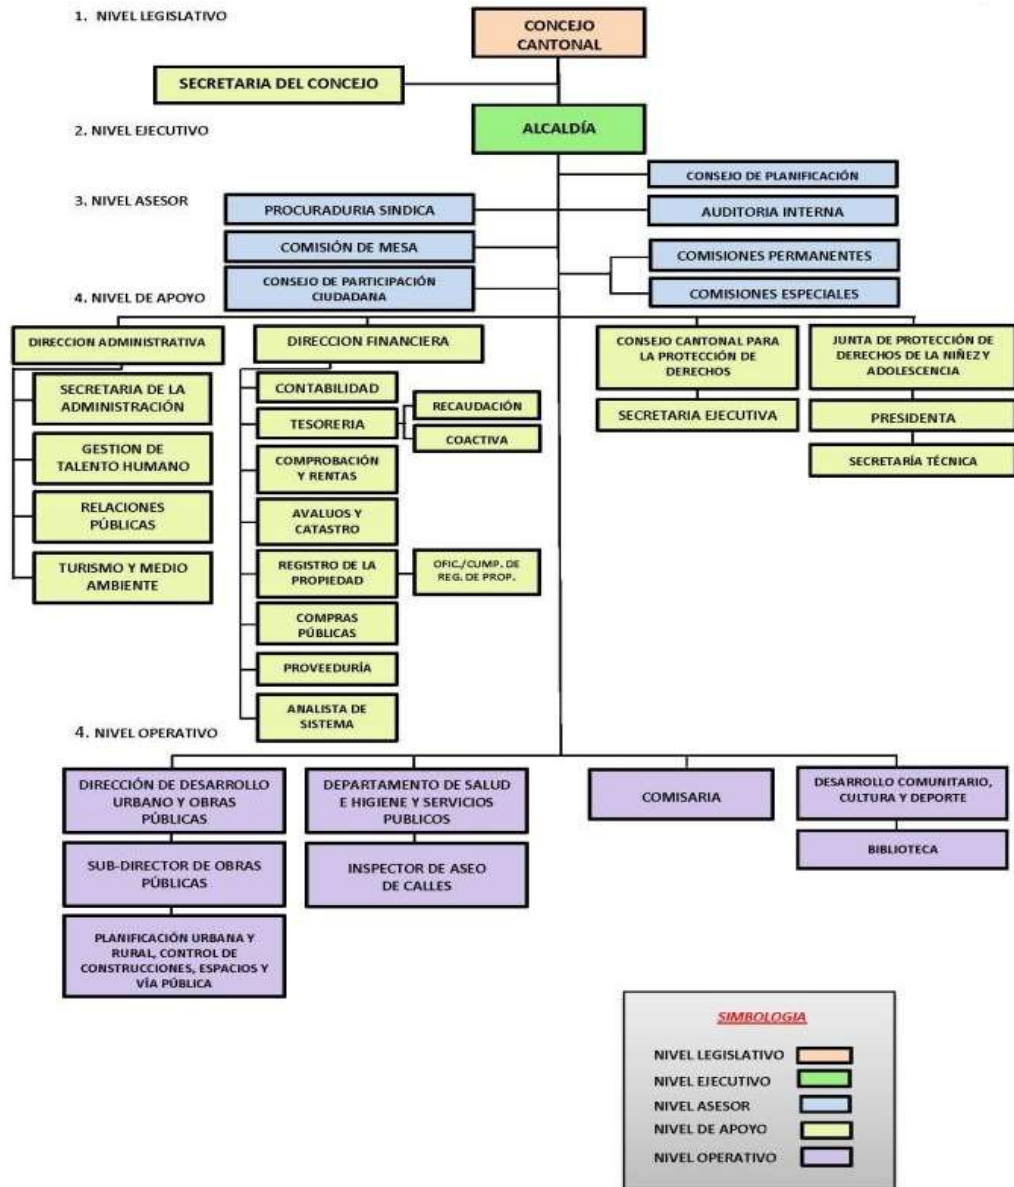 1. NIVEL LEGISLATIVO
CONCEJO
CANTONAL
SECRETARIA DEL CONCEJO
2. NIVEL EJECUTIVO
ALCALDÍA
CONSEJO DE PLANIFICACIÓN
3. NIVEL ASESOR
PROCURADURIA SINDICA
AUDITORIA INTERNA
COMISIÓN DE MESA
COMISIONES PERMANENTES
CONSEJO DE PARTICIPACIÓN
CIUDADANA
COMISIONES ESPECIALES
4. NIVEL DE APOYO
DIRECCION ADMINISTRATIVA
SECRETARIA DE LA
ADMINISTRACIÓN
GESTION DE
TALENTO HUMANO
RELACIONES
PÚBLICAS
TURISMO Y MEDIO
AMBIENTE
DIRECCION FINANCIERA
CONTABILIDAD
TESORERIA
RECAUDACIÓN
COACTIVA
COMPROBACIÓN
Y RENTAS
AVALUOS Y
CATASTRO
REGISTRO DE LA
PROPIEDAD
OFIC./CUMP. DE
REG. DE PROP.
COMPRAS
PÚBLICAS
PROVEEDURÍA
ANALISTA DE
SISTEMA
CONSEJO CANTONAL PARA
LA PROTECCIÓN DE
DERECHOS
SECRETARIA EJECUTIVA
JUNTA DE PROTECCIÓN DE
DERECHOS DE LA NIÑEZ Y
ADOLESCENCIA
PRESIDENTA
SECRETARÍA TÉCNICA
4. NIVEL OPERATIVO
DIRECCIÓN DE DESARROLLO
URBANO Y OBRAS
PÚBLICAS
SUB-DIRECTOR DE OBRAS
PÚBLICAS
PLANIFICACIÓN URBANA Y
RURAL, CONTROL DE
CONSTRUCCIONES, ESPACIOS Y
VÍA PÚBLICA
DEPARTAMENTO DE SALUD
E HIGIENE Y SERVICIOS
PUBLICOS
INSPECTOR DE ASEO
DE CALLES
COMISARIA
DESARROLLO COMUNITARIO,
CULTURA Y DEPORTE
BIBLIOTECA
SIMBOLOGIA
NIVEL LEGISLATIVO
NIVEL EJECUTIVO
NIVEL ASESOR
NIVEL DE APOYO
NIVEL OPERATIVO